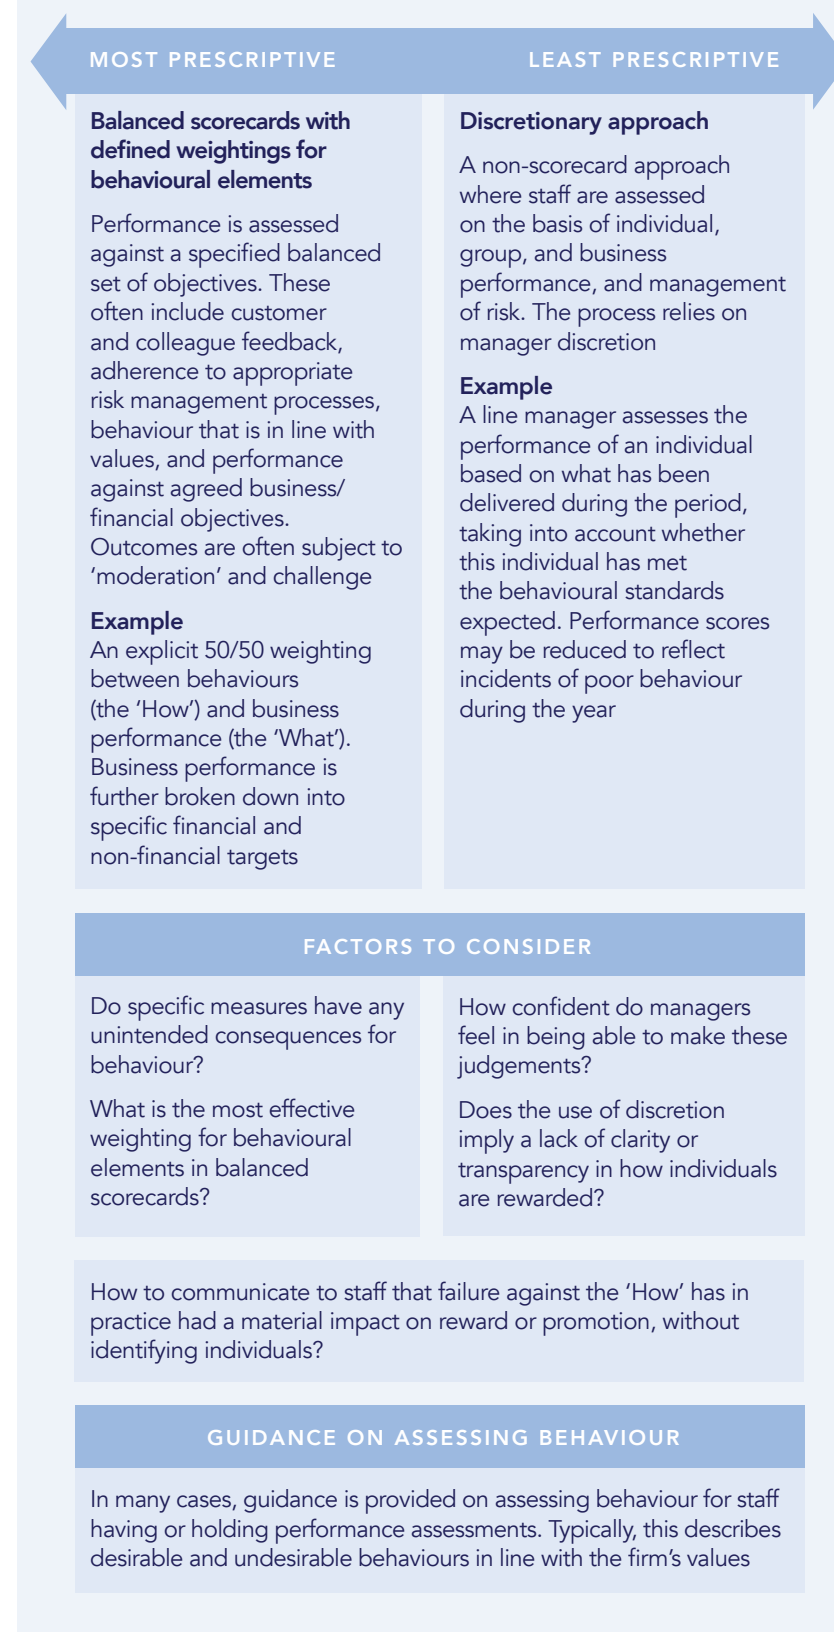 MOST PRESCRIPTIVE
LEAST PRESCRIPTIVE
Balanced scorecards with
defined weightings for
behavioural elements
Performance is assessed
against a specified balanced
set of objectives. These
often include customer
and colleague feedback,
adherence to appropriate
risk management processes,
behaviour that is in line with
values, and performance
against agreed business/
financial objectives.
Outcomes are often subject to
‘moderation’ and challenge
Example
An explicit 50/50 weighting
between behaviours
(the ‘How’) and business
performance (the ‘What’).
Business performance is
further broken down into
specific financial and
non-financial targets
Discretionary approach
A non-scorecard approach
where staff are assessed
on the basis of individual,
group, and business
performance, and management
of risk. The process relies on
manager discretion
Example
A line manager assesses the
performance of an individual
based on what has been
delivered during the period,
taking into account whether
this individual has met
the behavioural standards
expected. Performance scores
may be reduced to reflect
incidents of poor behaviour
during the year
FACTORS TO CONSIDER
Do specific measures have any
unintended consequences for
behaviour?
What is the most effective
weighting for behavioural
elements in balanced
scorecards?
How confident do managers
feel in being able to make these
judgements?
Does the use of discretion
imply a lack of clarity or
transparency in how individuals
are rewarded?
How to communicate to staff that failure against the ‘How’ has in
practice had a material impact on reward or promotion, without
identifying individuals?
GUIDANCE ON ASSESSING BEHAVIOUR
In many cases, guidance is provided on assessing behaviour for staff
having or holding performance assessments. Typically, this describes
desirable and undesirable behaviours in line with the firm’s values